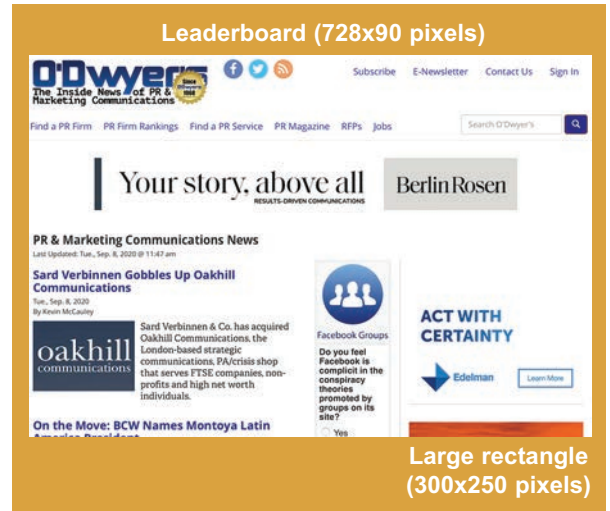 Leaderboard (728x90 pixels)
O'Dwyer's
Since
O'Dwyer's
1968
The Inside News of PR &
Marketing Communications
Subscribe E-Newsletter Contact Us Sign In
Find a PR Firm PR Firm Rankings Find a PR Service PR Magazine RFPs Jobs
Search O'Dwyer's
Your story, above all
RESULTS-DRIVEN COMMUNICATIONS
BerlinRosen
PR & Marketing Communications News
Last Updated: Tue., Sep. 8, 2020 @ 11:47 am
Sard Verbinnen Gobbles Up Oakhill
Communications
Tue., Sep. 8, 2020
By Kevin McCauley
oakhill
communications
Sard Verbinnen & Co. has acquired
Oakhill Communications, the
London-based strategic
communications, PA/crisis shop
that serves FTSE companies, non-
profits and high net worth
individuals.
On the Move: BCW Names Montoya Latin
America President
Facebook Groups
Do you feel
Facebook is
complicit in the
conspiracy
theories
promoted by
groups on its
site?
Yes
ACT WITH
CERTAINTY
Edelman
Learn More
Large rectangle
(300x250 pixels)